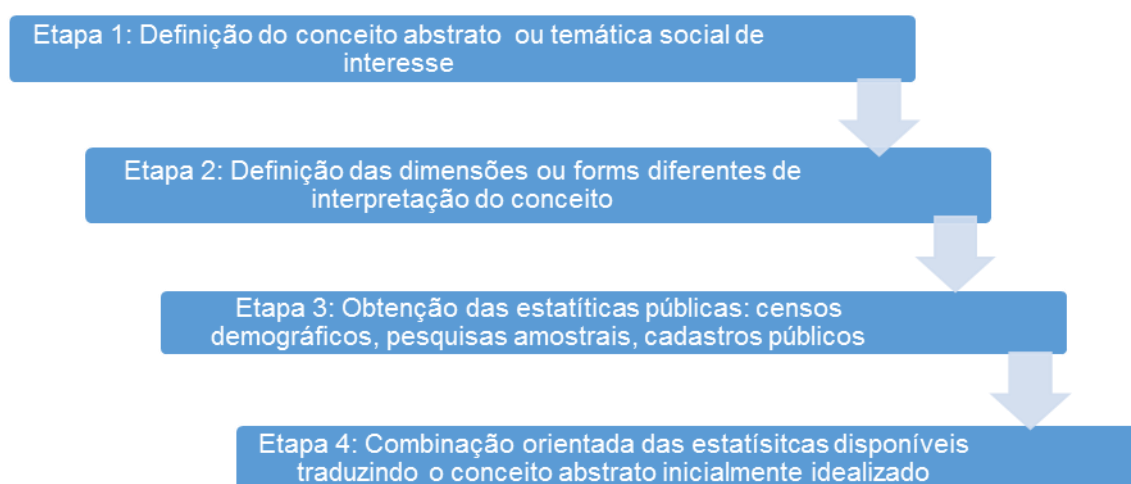 Etapa 1: Definição do conceito abstrato ou temática social de
interesse
Etapa 2: Definição das dimensões ou forms diferentes de
interpretação do conceito
Etapa 3: Obtenção das estatíticas públicas: censos
demográficos, pesquisas amostrais, cadastros públicos
Etapa 4: Combinação orientada das estatísitcas disponíveis
traduzindo o conceito abstrato inicialmente idealizado